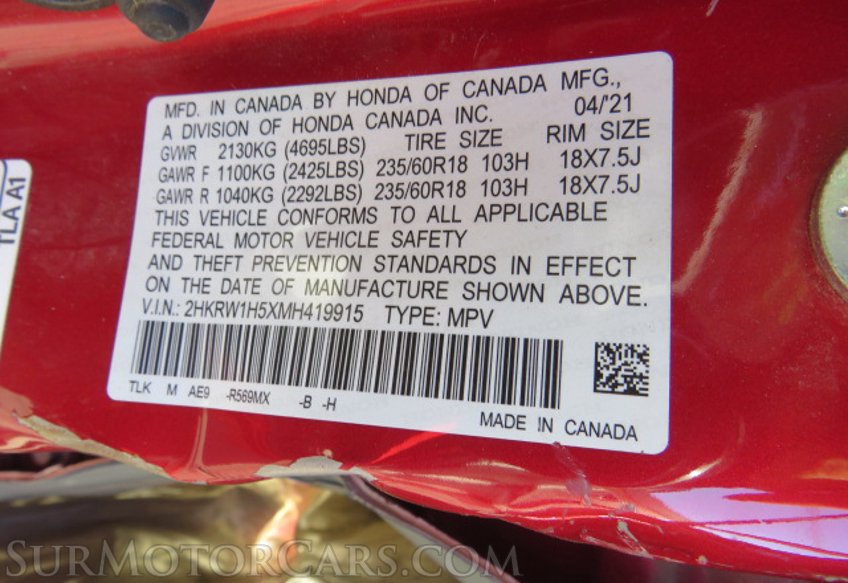 MFD. IN CANADA BY HONDA OF CANADA MFG.,
A DIVISION OF HONDA CANADA INC. 04/'21
GVWR 2130KG (4695LBS) TIRE SIZE RIM SIZE
GAWR F 1100KG (2425LBS) 235/60R18 103H 18X7.5J
GAWR R 1040KG (2292LBS) 235/60R18 103H 18X7.5J
THIS VEHICLE CONFORMS TO ALL APPLICABLE
FEDERAL MOTOR VEHICLE SAFETY
AND THEFT PREVENTION STANDARDS IN EFFECT
ON THE DATE OF MANUFACTURE SHOWN ABOVE.
V.I.N.: 2HKRW1H5XMH419915 TYPE: MPV
TLK M AE9 -R569MX -B -H
MADE IN CANADA
TLA A1
SURMOTORCARS.COM